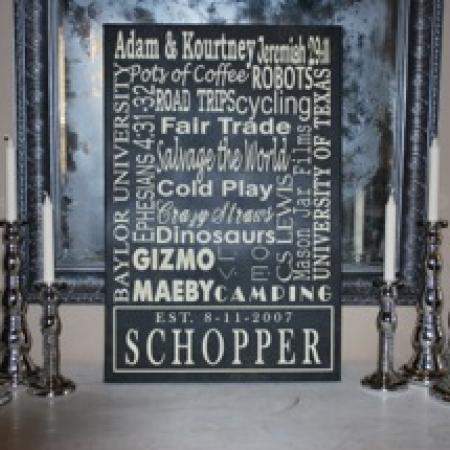 Adam & Kourtney
Jeremiah 29:11
Pots of Coffee
ROBOTS
BAYLOR UNIVERSITY
EPHESIANS 4:31-32
ROAD TRIPS
cycling
Fair Trade
Salvage the World
Cold Play
Crazy Straws
Dinosaurs
GIZMO
LOVE
CS LEWIS
Mason Jar Films
UNIVERSITY OF TEXAS
MAEBY
CAMPING
EST. 8-11-2007
SCHOPPER